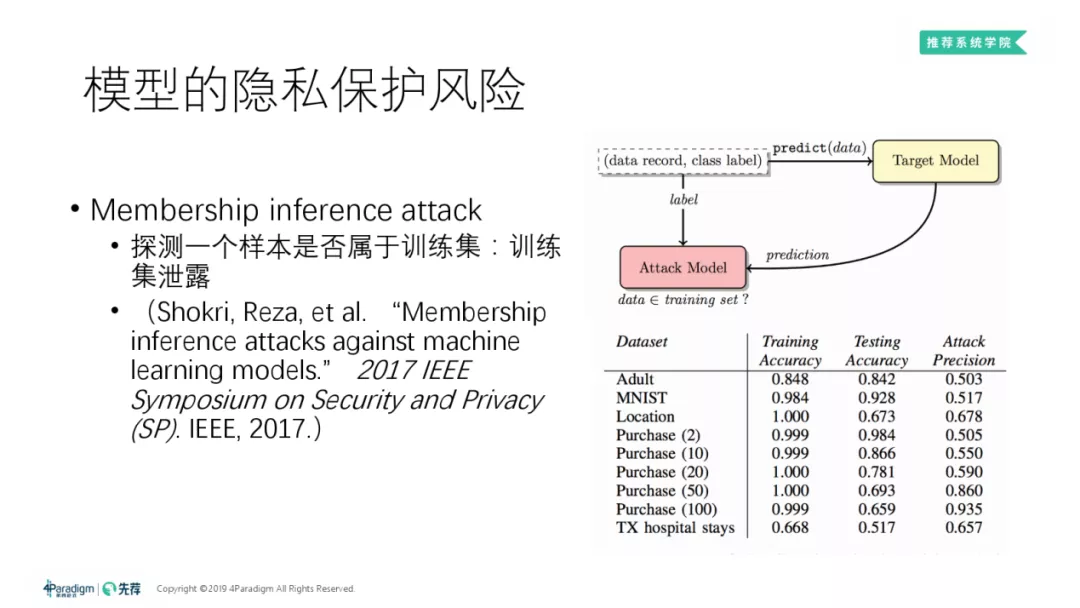 推荐系统学院
模型的隐私保护风险
• Membership inference attack
• 探测一个样本是否属于训练集：训练
集泄露
• （Shokri, Reza, et al. “Membership
inference attacks against machine
learning models.” 2017 IEEE
Symposium on Security and Privacy
(SP). IEEE, 2017.）
(data record, class label)
predict(data)
Target Model
label
prediction
Attack Model
data ∈ training set ?
Dataset Training Testing Attack
Accuracy Accuracy Precision
Adult 0.848 0.842 0.503
MNIST 0.984 0.928 0.517
Location 1.000 0.673 0.678
Purchase (2) 0.999 0.984 0.505
Purchase (10) 0.999 0.866 0.550
Purchase (20) 1.000 0.781 0.590
Purchase (50) 1.000 0.693 0.860
Purchase (100) 0.999 0.659 0.935
TX hospital stays 0.668 0.517 0.657
4Paradigm
先荐
Copyright ©2019 4Paradigm All Rights Reserved.